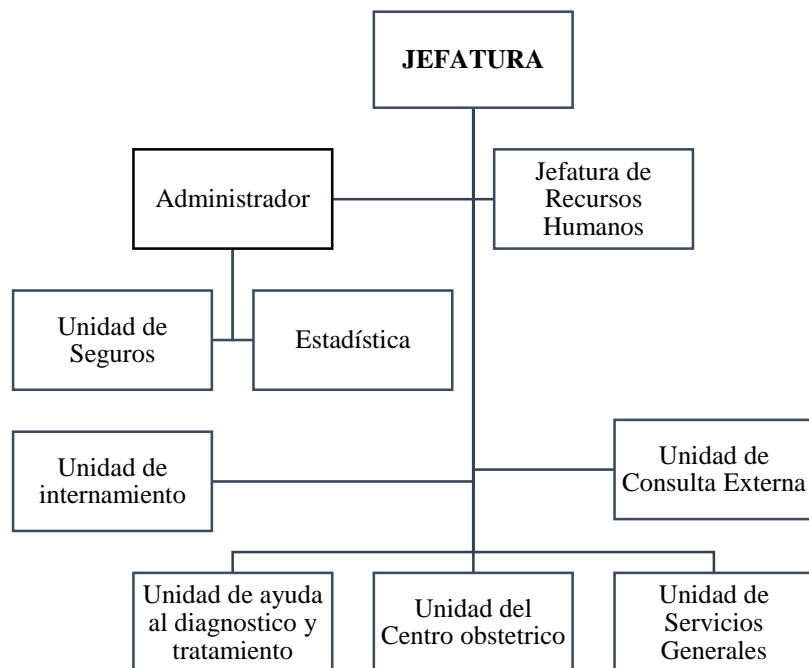 JEFATURA
Administrador
Jefatura de
Recursos
Humanos
Unidad de
Seguros
Estadística
Unidad de
internamiento
Unidad de
Consulta Externa
Unidad de ayuda
al diagnostico y
tratamiento
Unidad del
Centro obstetrico
Unidad de
Servicios
Generales